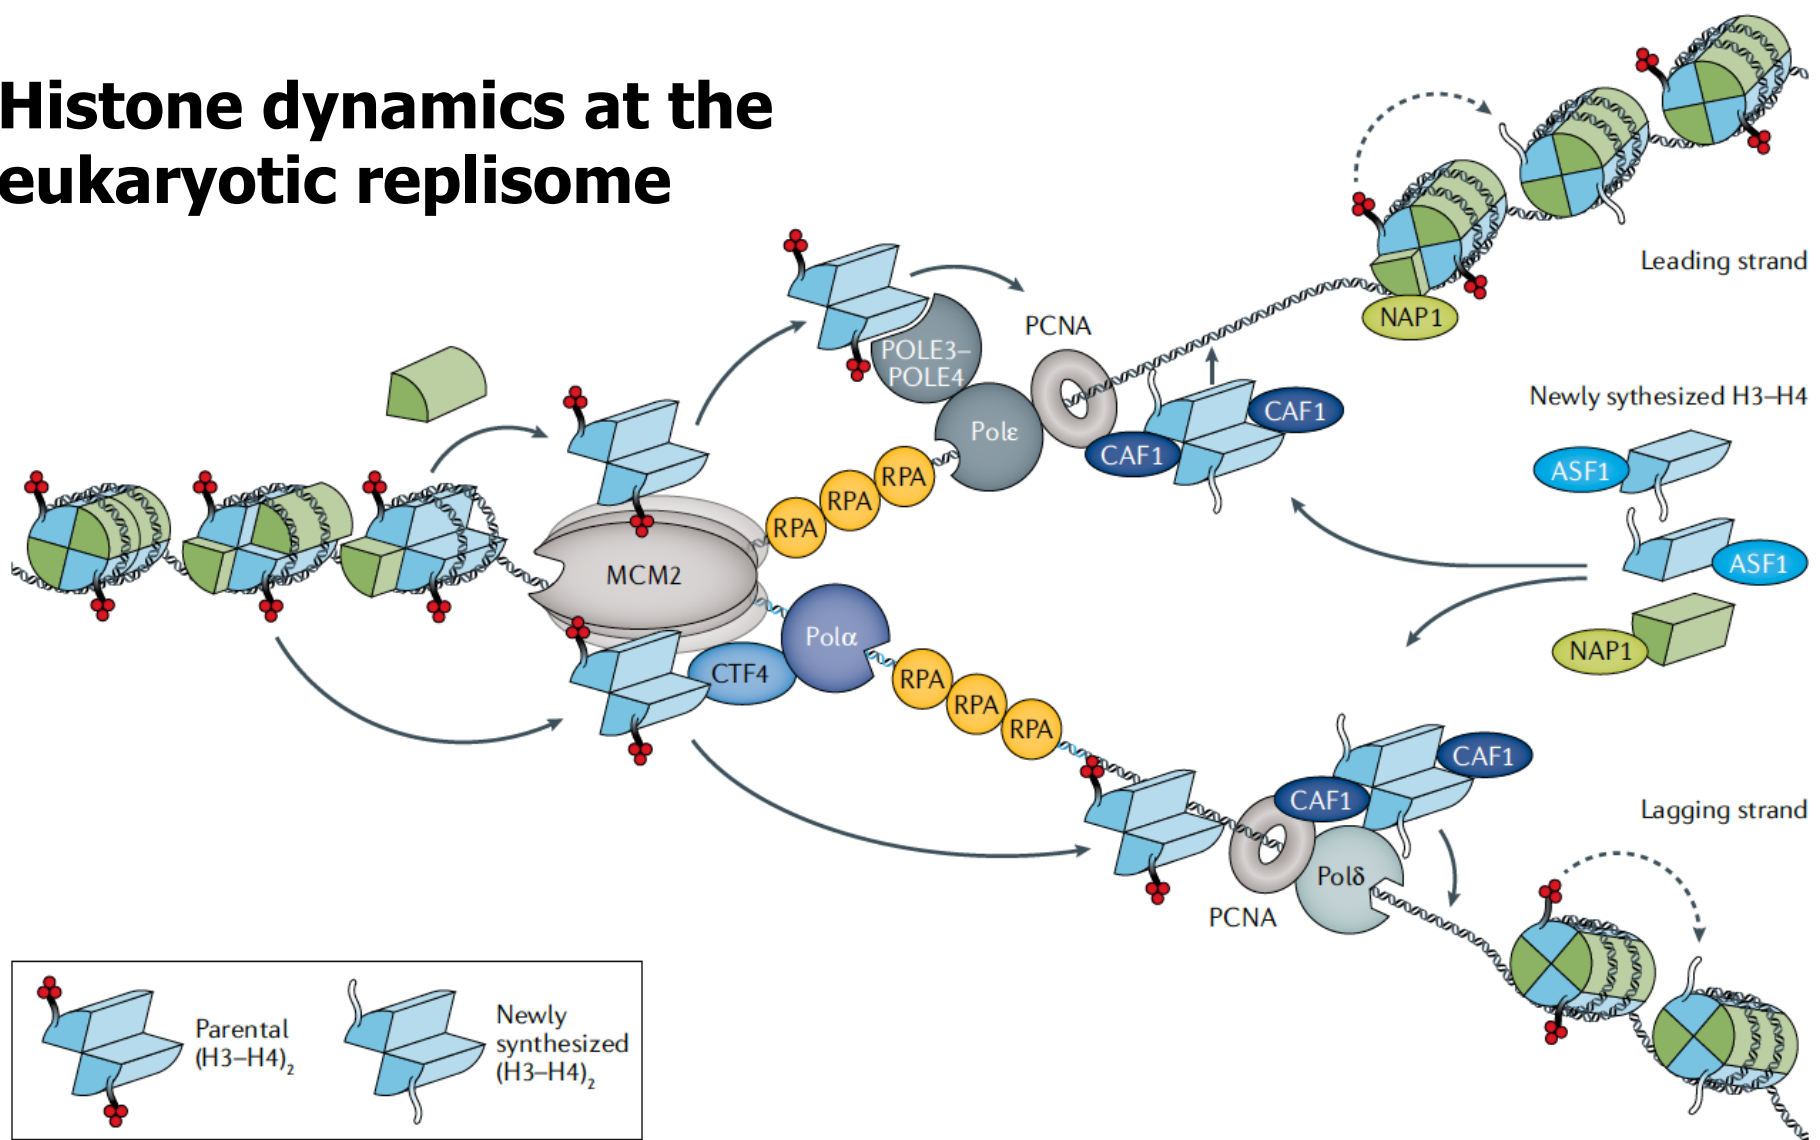 Histone dynamics at the
eukaryotic replisome
Leading strand
NAP1
PCNA
POLE3–
POLE4
Newly sythesized H3–H4
CAF1
Polε
CAF1
ASF1
RPA
RPA
RPA
MCM2
ASF1
Polα
NAP1
CTF4
RPA
RPA
RPA
CAF1
CAF1
Lagging strand
Polδ
PCNA
Parental
(H3–H4)2
Newly
synthesized
(H3–H4)2